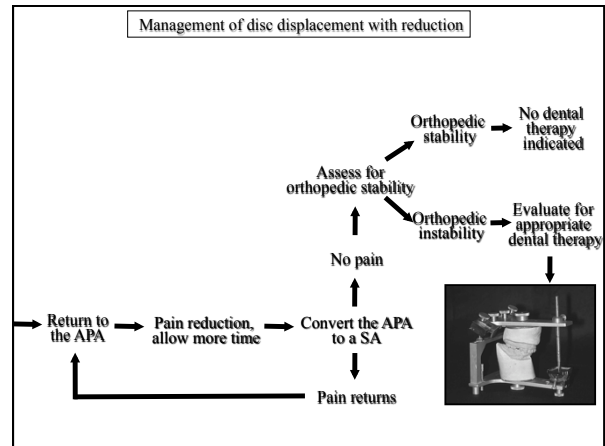 Management of disc displacement with reduction
Orthopedic
stability
No dental
therapy
indicated
Assess for
orthopedic stability
Orthopedic
instability
Evaluate for
appropriate
dental therapy
No pain
Return to
the APA
Pain reduction,
allow more time
Convert the APA
to a SA
Pain returns